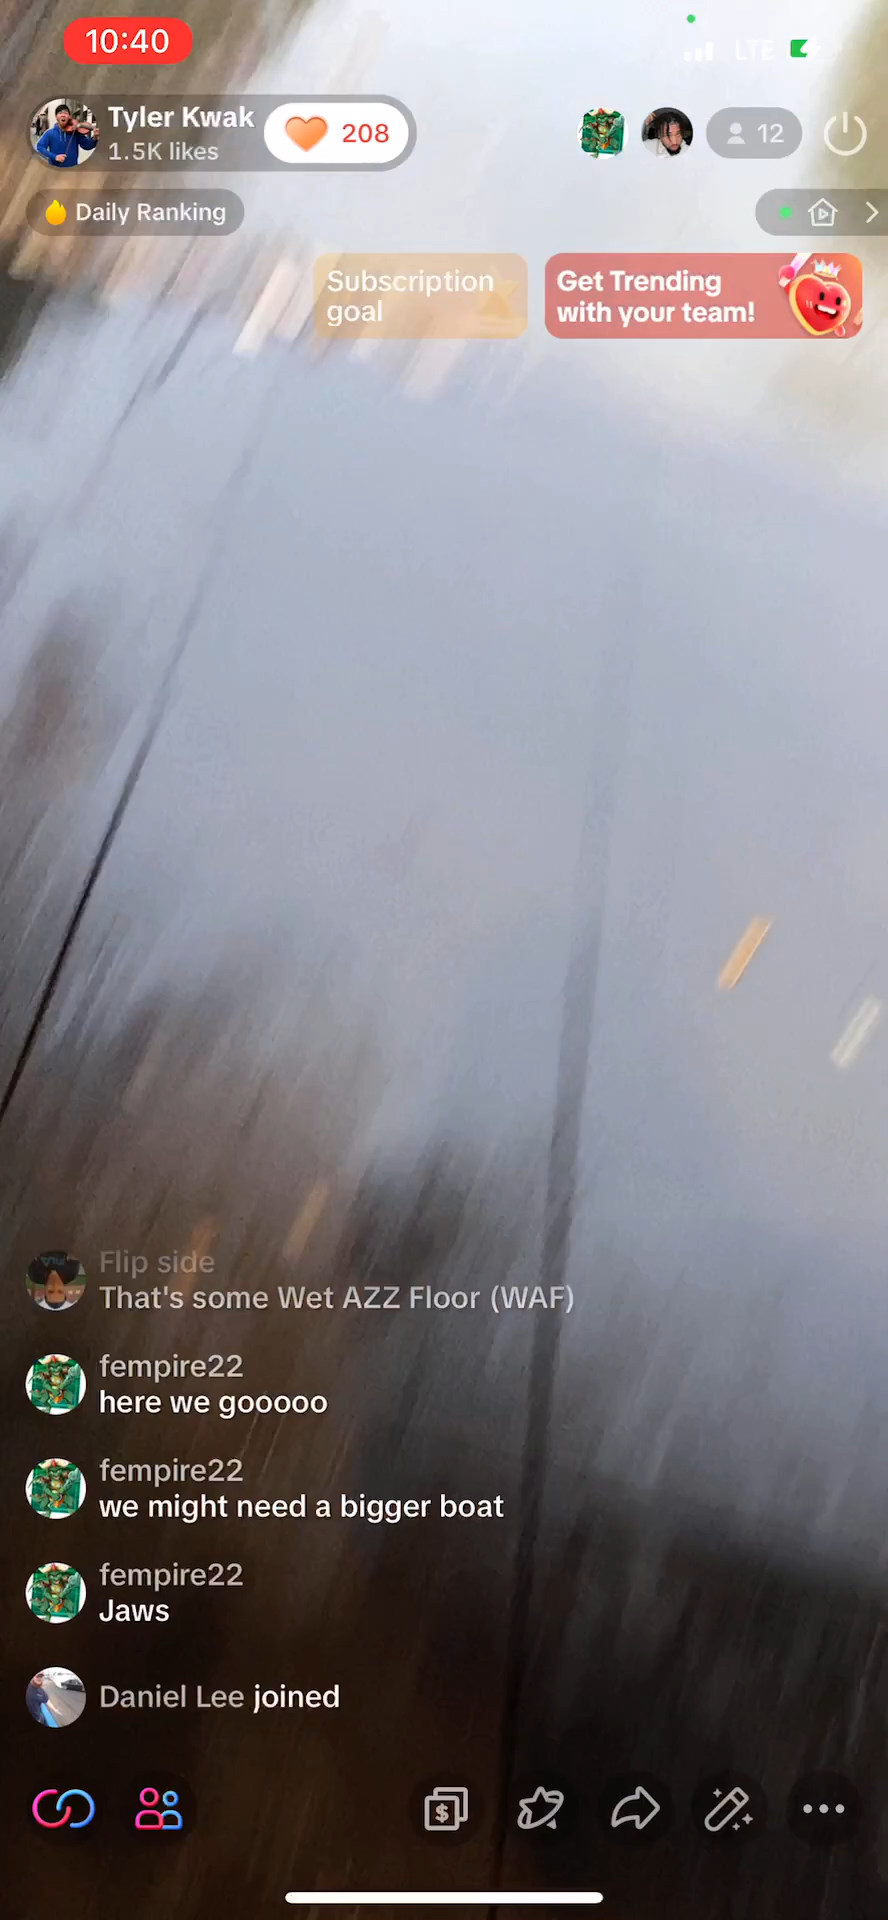 10:40
LTE
Tyler Kwak
1.5K likes
208
12
Daily Ranking
Subscription
goal
Get Trending
with your team!
Flip side
That's some Wet AZZ Floor (WAF)
fempire22
here we gooooo
fempire22
we might need a bigger boat
fempire22
Jaws
Daniel Lee joined